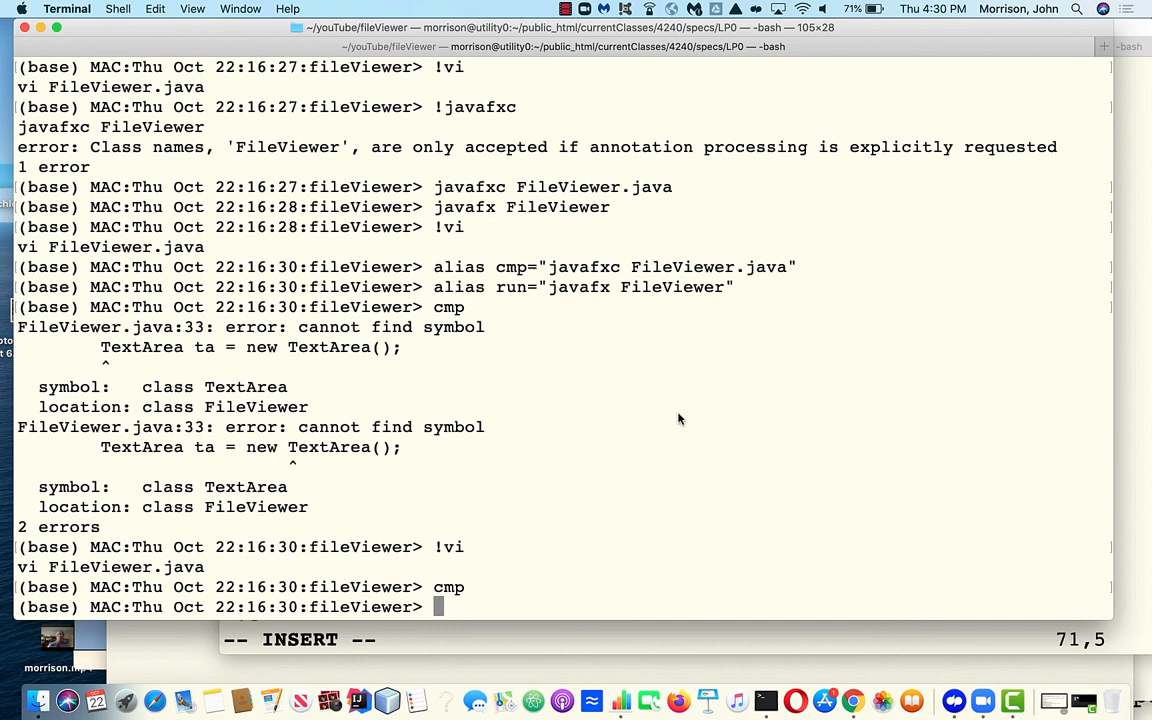 Terminal Shell Edit View Window Help 71% Thu 4:30 PM Morrison, John
~/youTube/fileViewer — morrison@utility0:~/public_html/currentClasses/4240/specs/LP0 — -bash — 105×28
~/youTube/fileViewer — morrison@utility0:~/public_html/currentClasses/4240/specs/LP0 — -bash + -bash
(base) MAC:Thu Oct 22:16:27:fileViewer> !vi
vi FileViewer.java
(base) MAC:Thu Oct 22:16:27:fileViewer> !javafxc
javafxc FileViewer
error: Class names, 'FileViewer', are only accepted if annotation processing is explicitly requested
1 error
(base) MAC:Thu Oct 22:16:28:fileViewer> javafxc FileViewer.java
(base) MAC:Thu Oct 22:16:28:fileViewer> javafx FileViewer
(base) MAC:Thu Oct 22:16:28:fileViewer> !vi
vi FileViewer.java
(base) MAC:Thu Oct 22:16:30:fileViewer> alias cmp="javafxc FileViewer.java"
(base) MAC:Thu Oct 22:16:30:fileViewer> alias run="javafx FileViewer"
(base) MAC:Thu Oct 22:16:30:fileViewer> cmp
FileViewer.java:33: error: cannot find symbol
TextArea ta = new TextArea();
^
symbol: class TextArea
location: class FileViewer
FileViewer.java:33: error: cannot find symbol
TextArea ta = new TextArea();
^
symbol: class TextArea
location: class FileViewer
2 errors
(base) MAC:Thu Oct 22:16:30:fileViewer> !vi
vi FileViewer.java
(base) MAC:Thu Oct 22:16:30:fileViewer> cmp
(base) MAC:Thu Oct 22:16:30:fileViewer>
-- INSERT -- 71,5
morrison.mp4